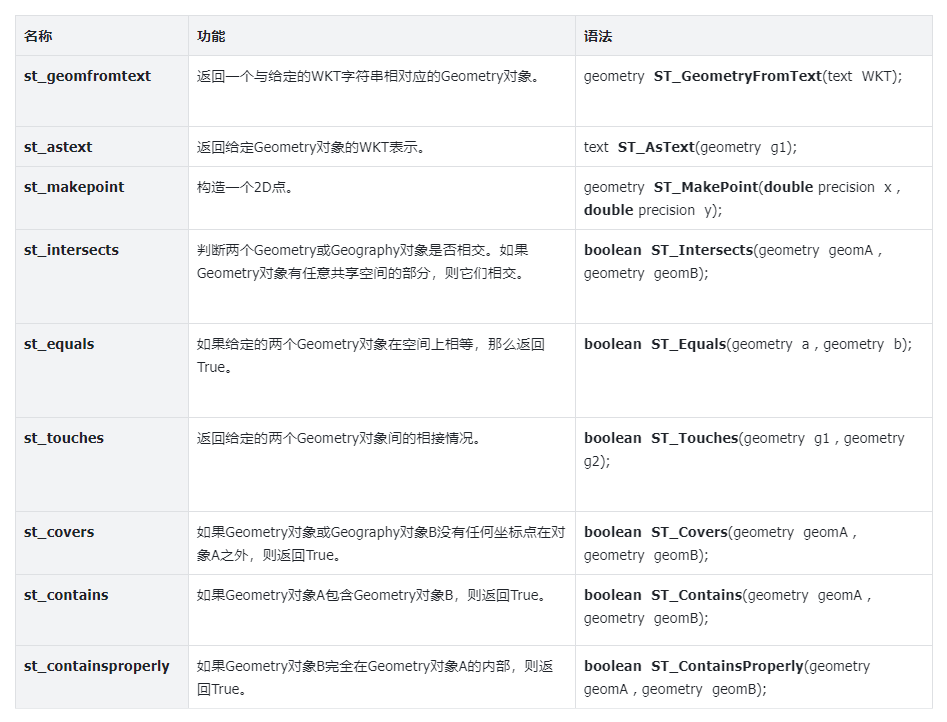 名称 功能 语法
st_geomfromtext 返回一个与给定的WKT字符串相对应的Geometry对象。 geometry ST_GeometryFromText(text WKT);
st_astext 返回给定Geometry对象的WKT表示。 text ST_AsText(geometry g1);
st_makepoint 构造一个2D点。 geometry ST_MakePoint(double precision x ,
double precision y);
st_intersects 判断两个Geometry或Geography对象是否相交。如果 boolean ST_Intersects(geometry geomA ,
Geometry对象有任意共享空间的部分，则它们相交。 geometry geomB);
st_equals 如果给定的两个Geometry对象在空间上相等，那么返回 boolean ST_Equals(geometry a , geometry b);
True。
st_touches 返回给定的两个Geometry对象间的相接情况。 boolean ST_Touches(geometry g1 , geometry
g2);
st_covers 如果Geometry对象或Geography对象B没有任何坐标点在对 boolean ST_Covers(geometry geomA ,
象A之外，则返回True。 geometry geomB);
st_contains 如果Geometry对象A包含Geometry对象B，则返回True。 boolean ST_Contains(geometry geomA ,
geometry geomB);
st_containsproperly 如果Geometry对象B完全在Geometry对象A的内部，则返 boolean ST_ContainsProperly(geometry
回True。 geomA , geometry geomB);